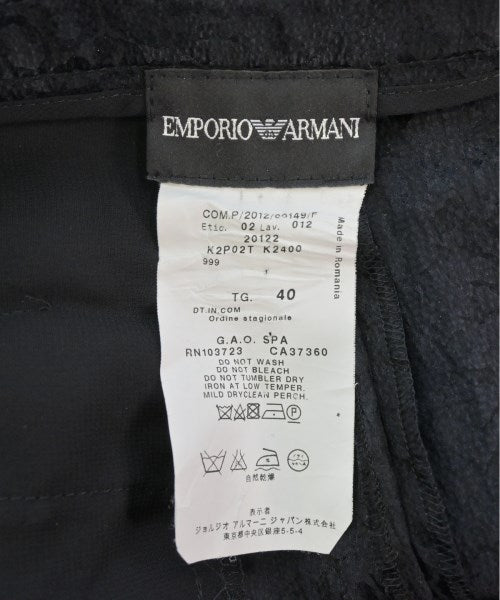 EMPORIO ARMANI
COM.P/2012/00149/F
Etic. 02 Lav. 012
20122
K2P02T K2400
999
Made in Romania
TG. 40
DT.IN.COM
Ordine stagionale
G.A.O. SPA
RN103723 CA37360
DO NOT WASH
DO NOT BLEACH
DO NOT TUMBLER DRY
IRON AT LOW TEMPER.
MILD DRYCLEAN PERCH.
P
自然乾燥
表示者
ジョルジオ アルマーニ ジャパン株式会社
東京都中央区銀座5-5-4